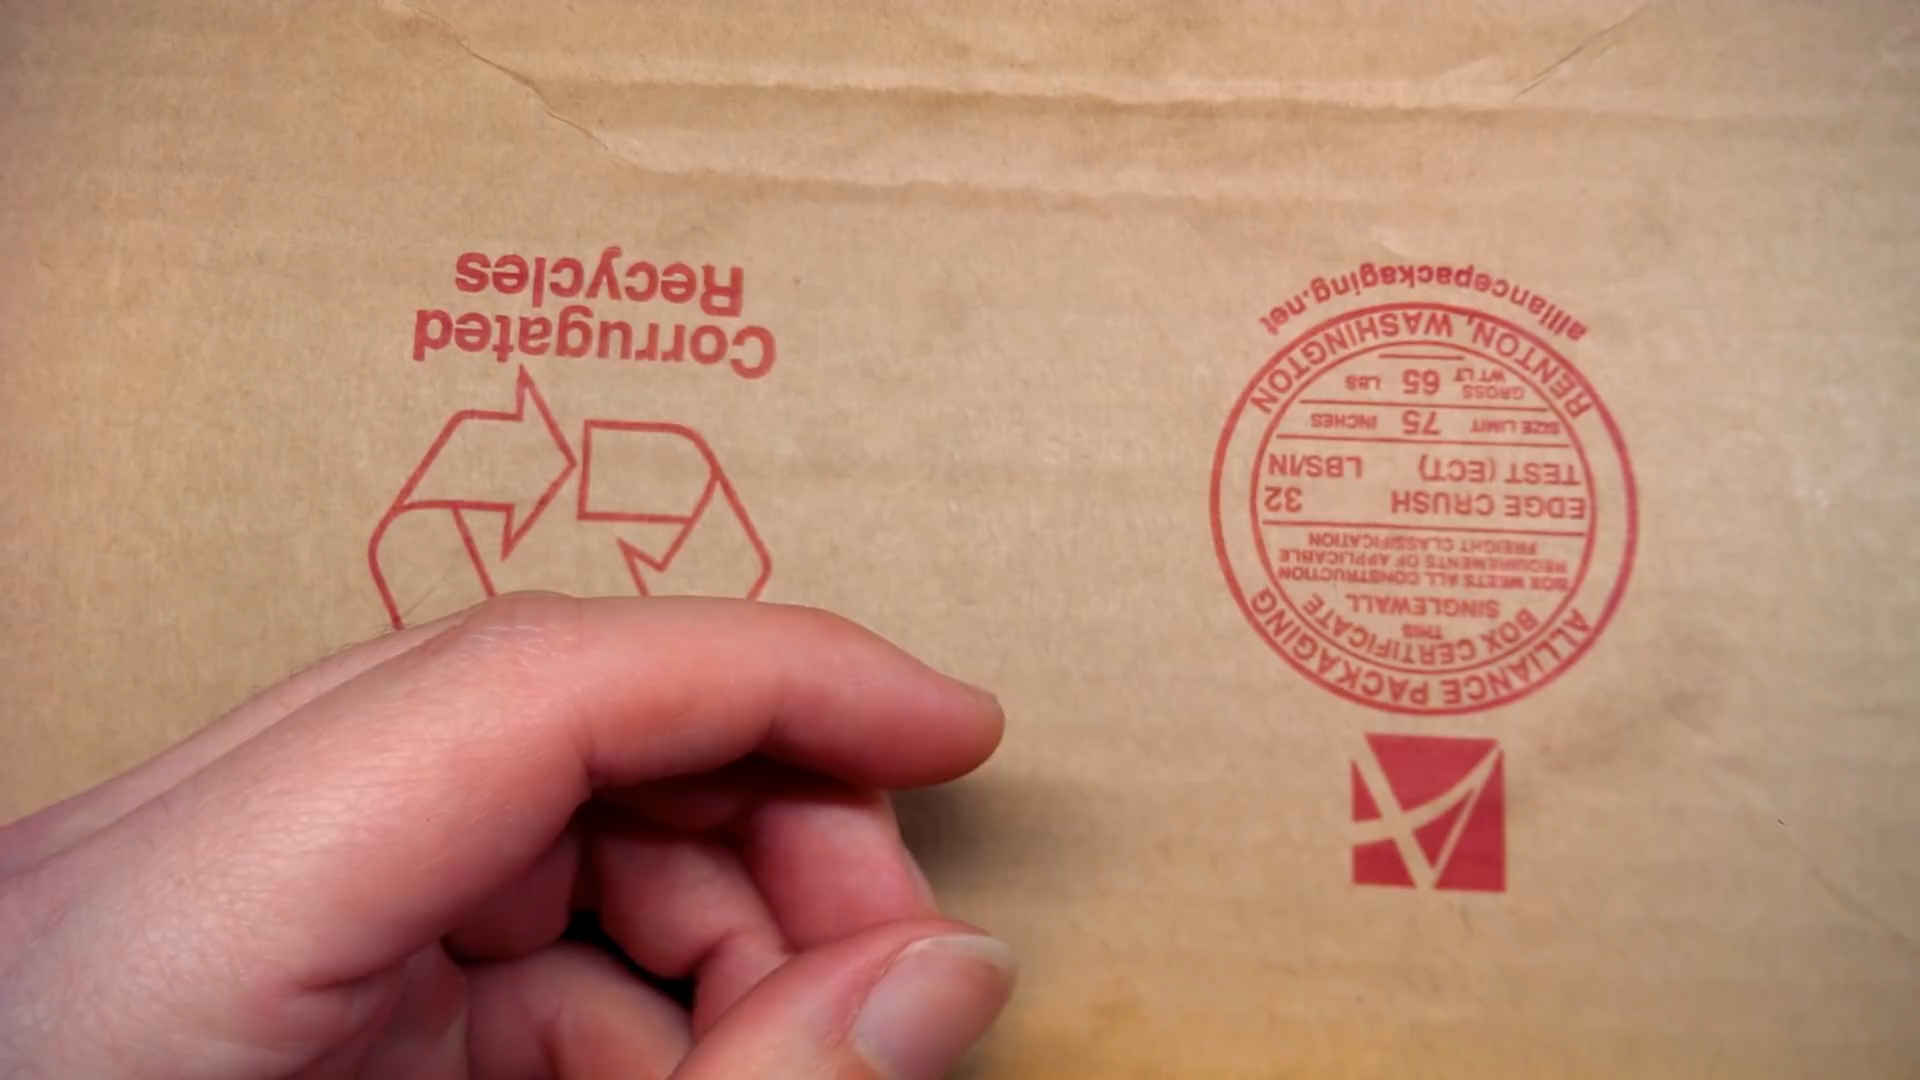 Corrugated
Recycles
ALLIANCE PACKAGING
BOX CERTIFICATE
THIS
SINGLEWALL
BOX MEETS ALL CONSTRUCTION
REQUIREMENTS OF APPLICABLE
FREIGHT CLASSIFICATION
EDGE CRUSH 32
TEST (ECT) LBS/IN
SIZE LIMIT 75 INCHES
GROSS WT LT 65 LBS
RENTON, WASHINGTON
alliancepackaging.net